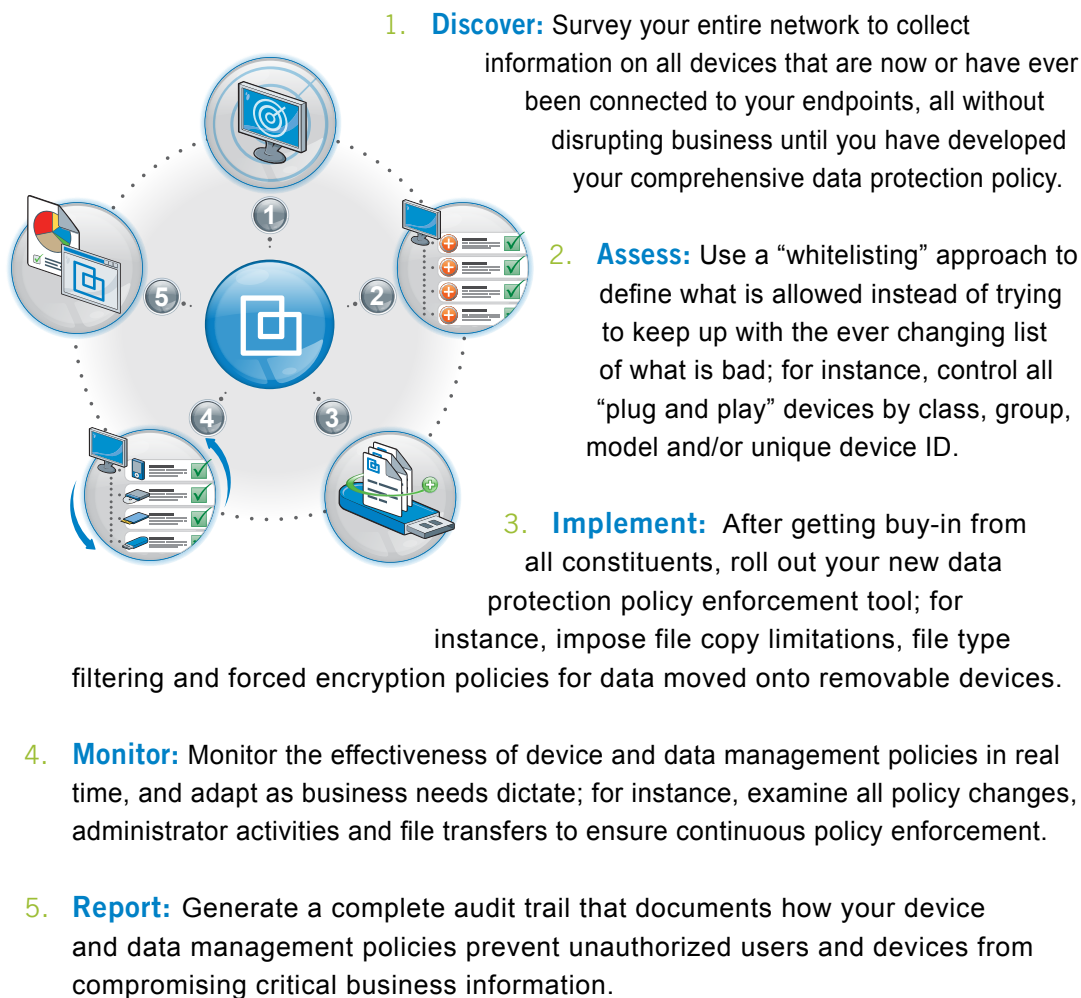 1. Discover: Survey your entire network to collect
information on all devices that are now or have ever
been connected to your endpoints, all without
disrupting business until you have developed
your comprehensive data protection policy.
1
2
3
4
5
2. Assess: Use a “whitelisting” approach to
define what is allowed instead of trying
to keep up with the ever changing list
of what is bad; for instance, control all
“plug and play” devices by class, group,
model and/or unique device ID.
3. Implement: After getting buy-in from
all constituents, roll out your new data
protection policy enforcement tool; for
instance, impose file copy limitations, file type
filtering and forced encryption policies for data moved onto removable devices.
4. Monitor: Monitor the effectiveness of device and data management policies in real
time, and adapt as business needs dictate; for instance, examine all policy changes,
administrator activities and file transfers to ensure continuous policy enforcement.
5. Report: Generate a complete audit trail that documents how your device
and data management policies prevent unauthorized users and devices from
compromising critical business information.